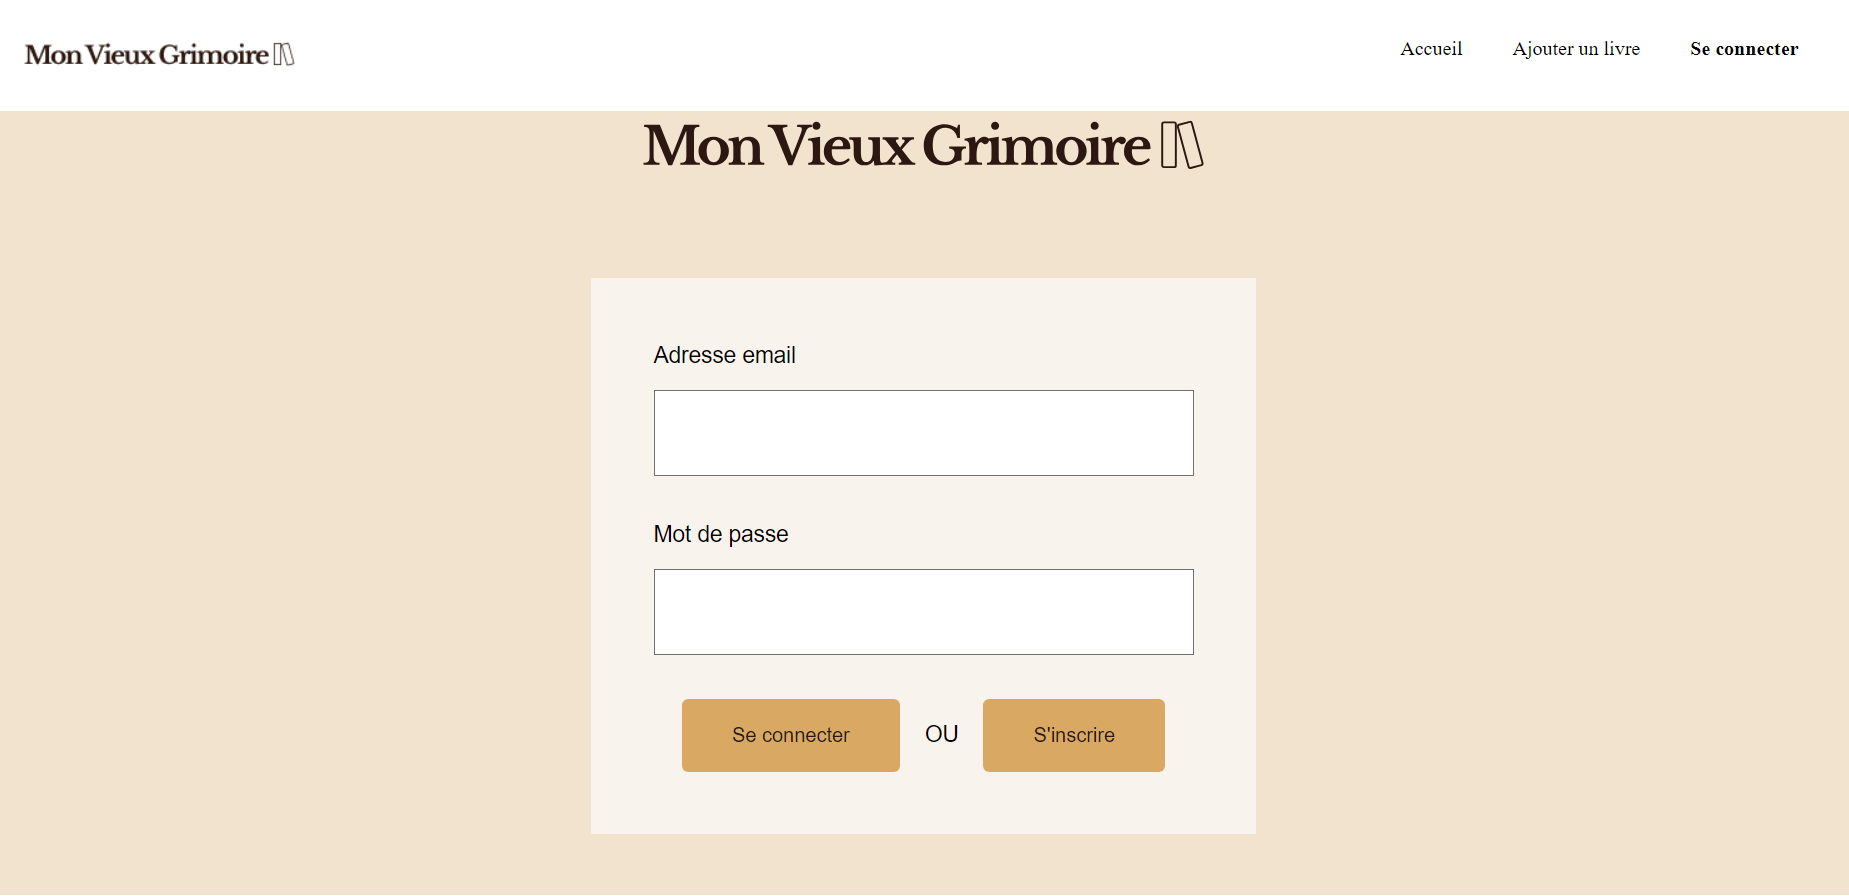 Mon Vieux Grimoire
Accueil Ajouter un livre Se connecter
Mon Vieux Grimoire
Adresse email
Mot de passe
Se connecter OU S'inscrire